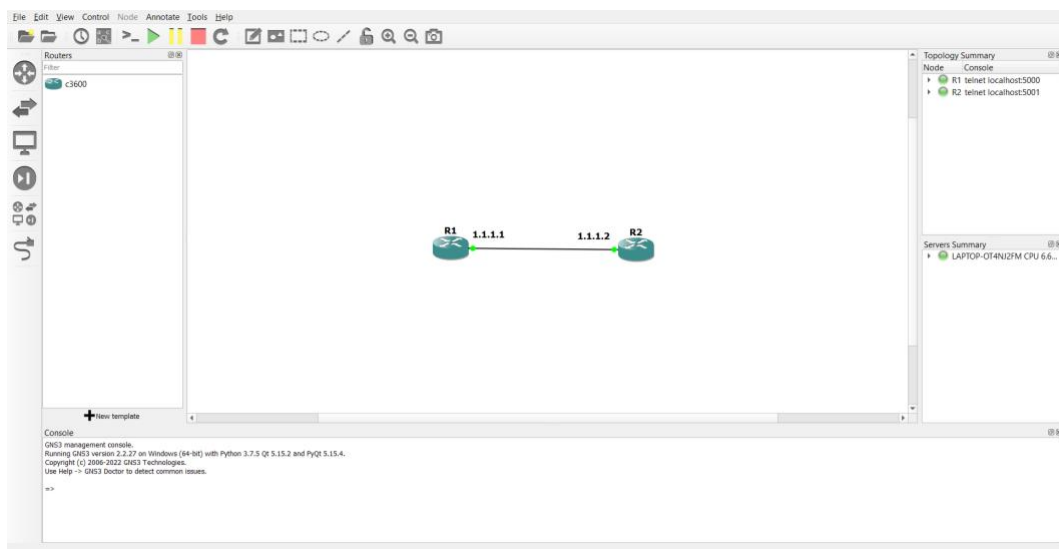 File Edit View Control Node Annotate Tools Help
Routers
Filter
c3600
New template
R1 1.1.1.1 1.1.1.2 R2
Topology Summary
Node Console
R1 telnet localhost:5000
R2 telnet localhost:5001
Servers Summary
LAPTOP-OT4NJ2FM CPU 6.6...
Console
GNS3 management console.
Running GNS3 version 2.2.27 on Windows (64-bit) with Python 3.7.5 Qt 5.15.2 and PyQt 5.15.4.
Copyright (c) 2006-2022 GNS3 Technologies.
Use Help -> GNS3 Doctor to detect common issues.
=>